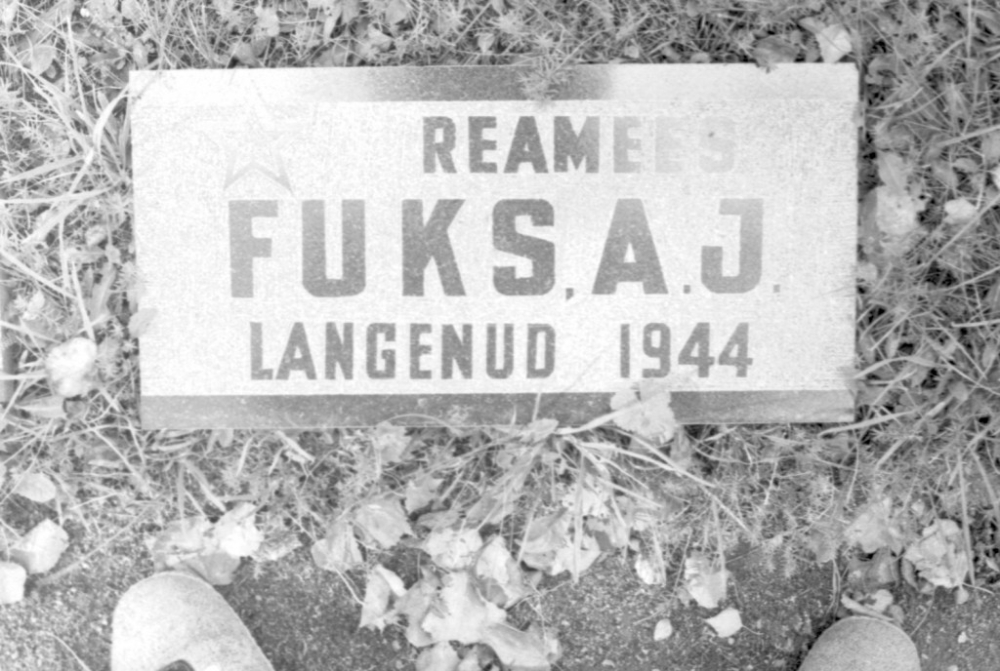 REAMEES
FUKS, A.J.
LANGENUD 1944